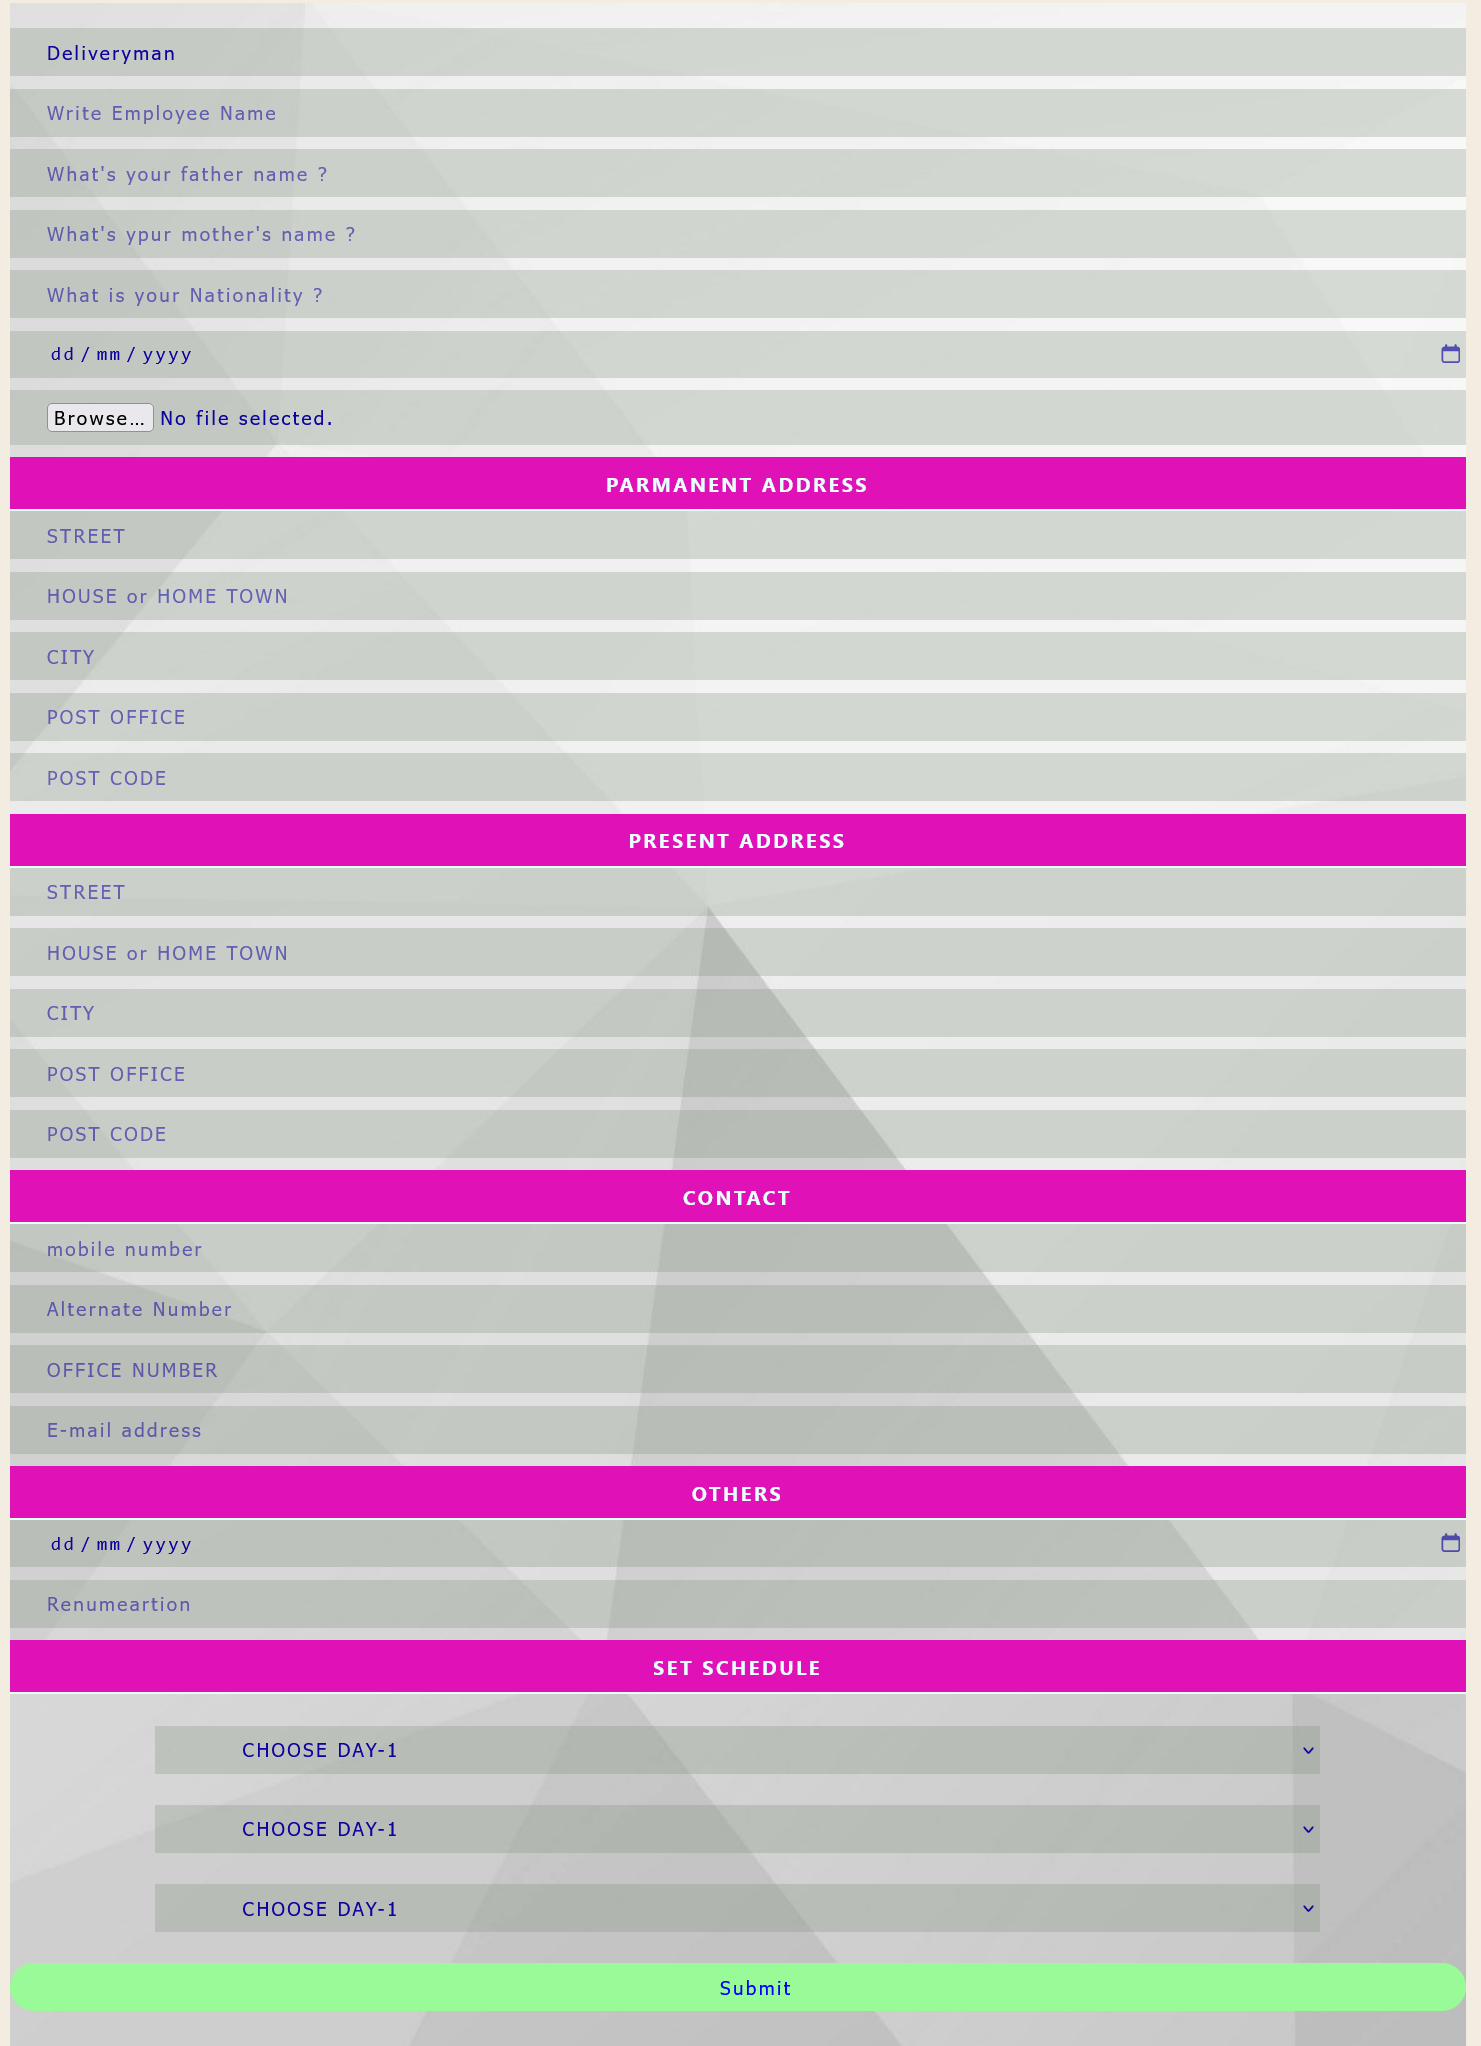 Deliveryman
Write Employee Name
What's your father name ?
What's ypur mother's name ?
What is your Nationality ?
dd / mm / yyyy
Browse... No file selected.
PARMANENT ADDRESS
STREET
HOUSE or HOME TOWN
CITY
POST OFFICE
POST CODE
PRESENT ADDRESS
STREET
HOUSE or HOME TOWN
CITY
POST OFFICE
POST CODE
CONTACT
mobile number
Alternate Number
OFFICE NUMBER
E-mail address
OTHERS
dd / mm / yyyy
Renumeartion
SET SCHEDULE
CHOOSE DAY-1
CHOOSE DAY-1
CHOOSE DAY-1
Submit